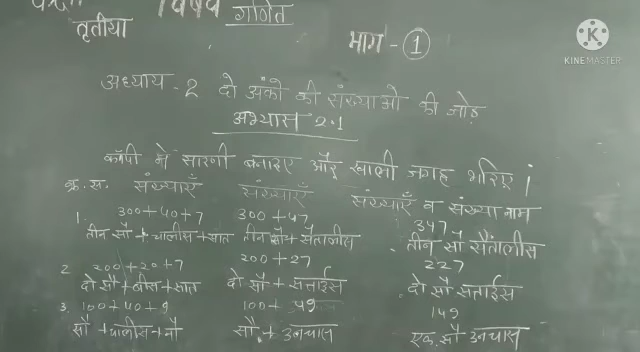 कक्षा विषय गणित
तृतीया भाग - 1
KINEMASTER
अध्याय - 2 दो अंको की संख्याओ की जोड़
अभ्यास 2.1
कॉपी मे सारणी बनाइए और खाली जगह भरिए।
क्र.स. संख्याएँ संख्याएँ संख्याएँ व संख्या नाम
1. 300+40+7 300+47 347
तीन सौ + चालीस + सात तीन सौ + सैतालीस तीन सौ सैंतालीस
2. 200+20+7 200+27 227
दो सौ + बीस + सात दो सौ + सत्ताईस दो सौ सताईस
3. 100+40+9 100+49 149
सौ + चालीस + नौ सौ + उनचास एक सौ उनचास